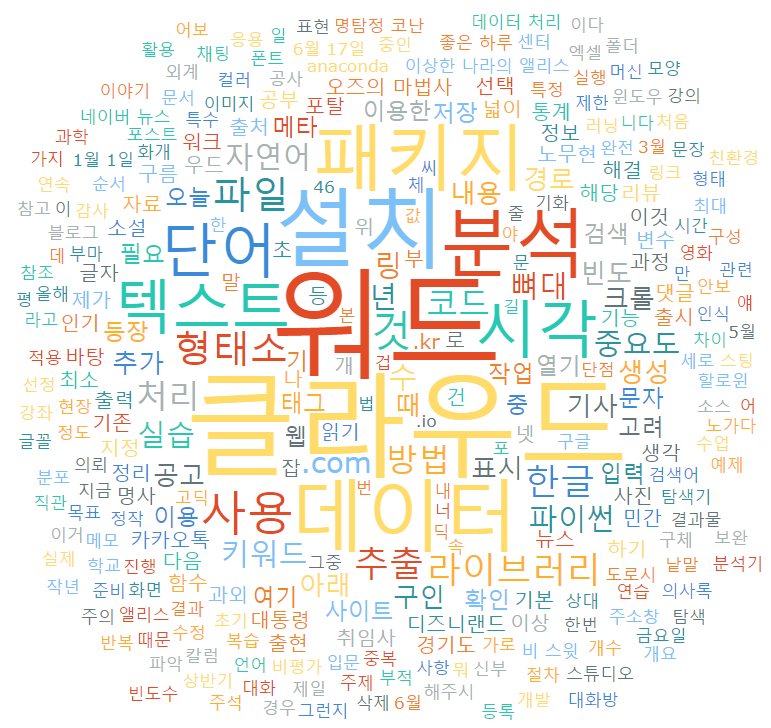 어보 응용 일 표현 명탐정 코난 데이터 처리 이다
활용 채팅 폰트 6월 17일 중인 좋은 하루 센터 엑셀 폴더
외계 컬러 공사 anaconda 이상한 나라의 앨리스 실행 머신 모양
이야기 문서 이미지 공부 포탈 오즈의 마법사 선택 특정 제한 윈도우 강의
네이버 뉴스 특수 출처 메타 이용한 저장 넓이 통계 러닝 니다 처음
과학 포스트 워크 자연어 패키지 정보 노무현 완전 3월 문장
가지 1월 1일 화개 구름 우드 경로 해결 링크 친환경
연속 순서 자료 오늘 파일 46 설치 씨 체 내용 해당 리뷰 형태
참고 이 감사 소설 한 위 값 줄 기화 분석 검색 이것 시간 최대
블로그 단어 초 야 변수 구성
데 부마 필요 말 링 부 문 뼈대 빈도 과정 영화
참조 글자 만 관련
평 올해 제가 텍스트 등 워드 년 코드 길 시각 크롤 댓글 안보
라고 인기 등장 본 것 기능 출시 인식 얘
적용 바탕 추가 형태소 기 개 겁 .kr 로 중요도 차이 5월
선정 최소 나 수 작업 열기 단점 생성 세로 스팅
강좌 현장 출력 처리 클라우드 태그 법 때 건 중 기사 문자 할로윈
글꼴 정도 기존 실습 웹 읽기 .io 포 넷 고려 소스 어
지정 .com 방법 구글 생각 노가다
의뢰 정리 공고 잡 표시 입력 수업
분포 지금 명사 고딕 번 데이터 내 한글 사진 검색어 예제
직관 목표 정작 이용 사용 너 파이썬 민간 탐색기
이거 메모 카카오톡 키워드 그중 딕 뉴스 결과물
실제 학교 진행 다음 추출 속 라이브러리 하기 구체 보완
작년 준비 화면 함수 과외 여기 아래 구인 확인 기본 상대 도로시 낱말 분석기
주의 앨리스 결과 초기 대통령 사이트 디즈니랜드 이상 한번 연습 의사록
반복 때문 수정 복습 출현 취임사 경기도 가로 비 스윗 개수 주소창 탐색
파악 칼럼 언어 비평가 입문 중복 사항 뭐 신부 절차 스튜디오 개요 금요일
빈도수 상반기 대화 제일 주제 부적 해주시 개발
주석 경우 그런지 삭제 6월 등록 대화방